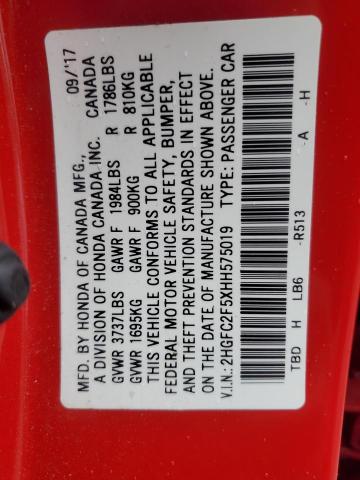 MFD. BY HONDA OF CANADA MFG., 09/'17
A DIVISION OF HONDA CANADA INC. CANADA
GVWR 3737LBS GAWR F 1984LBS R 1786LBS
GVWR 1695KG GAWR F 900KG R 810KG
THIS VEHICLE CONFORMS TO ALL APPLICABLE
FEDERAL MOTOR VEHICLE SAFETY, BUMPER,
AND THEFT PREVENTION STANDARDS IN EFFECT
ON THE DATE OF MANUFACTURE SHOWN ABOVE.
V.I.N.: 2HGFC2F5XHH575019 TYPE: PASSENGER CAR
TBD H LB6 -R513 -A -H